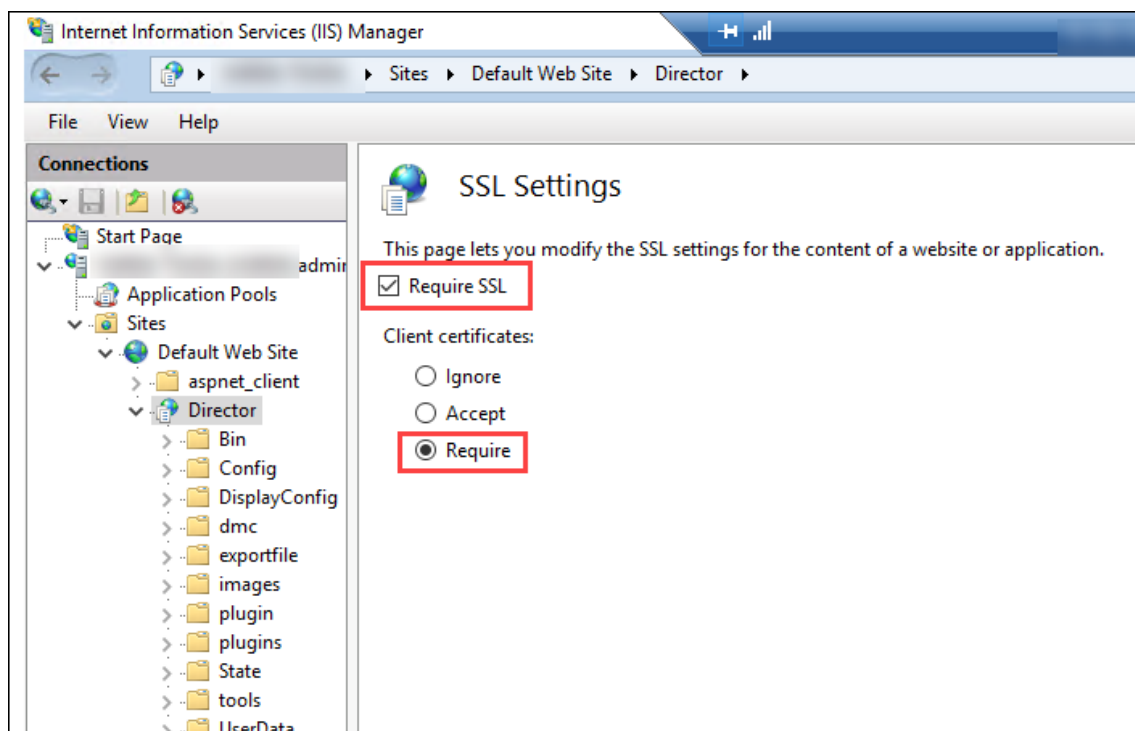 Internet Information Services (IIS) Manager
Sites Default Web Site Director
File View Help
Connections
Start Page
admin
Application Pools
Sites
Default Web Site
aspnet_client
Director
Bin
Config
DisplayConfig
dmc
exportfile
images
plugin
plugins
State
tools
UserData
SSL Settings
This page lets you modify the SSL settings for the content of a website or application.
Require SSL
Client certificates:
Ignore
Accept
Require